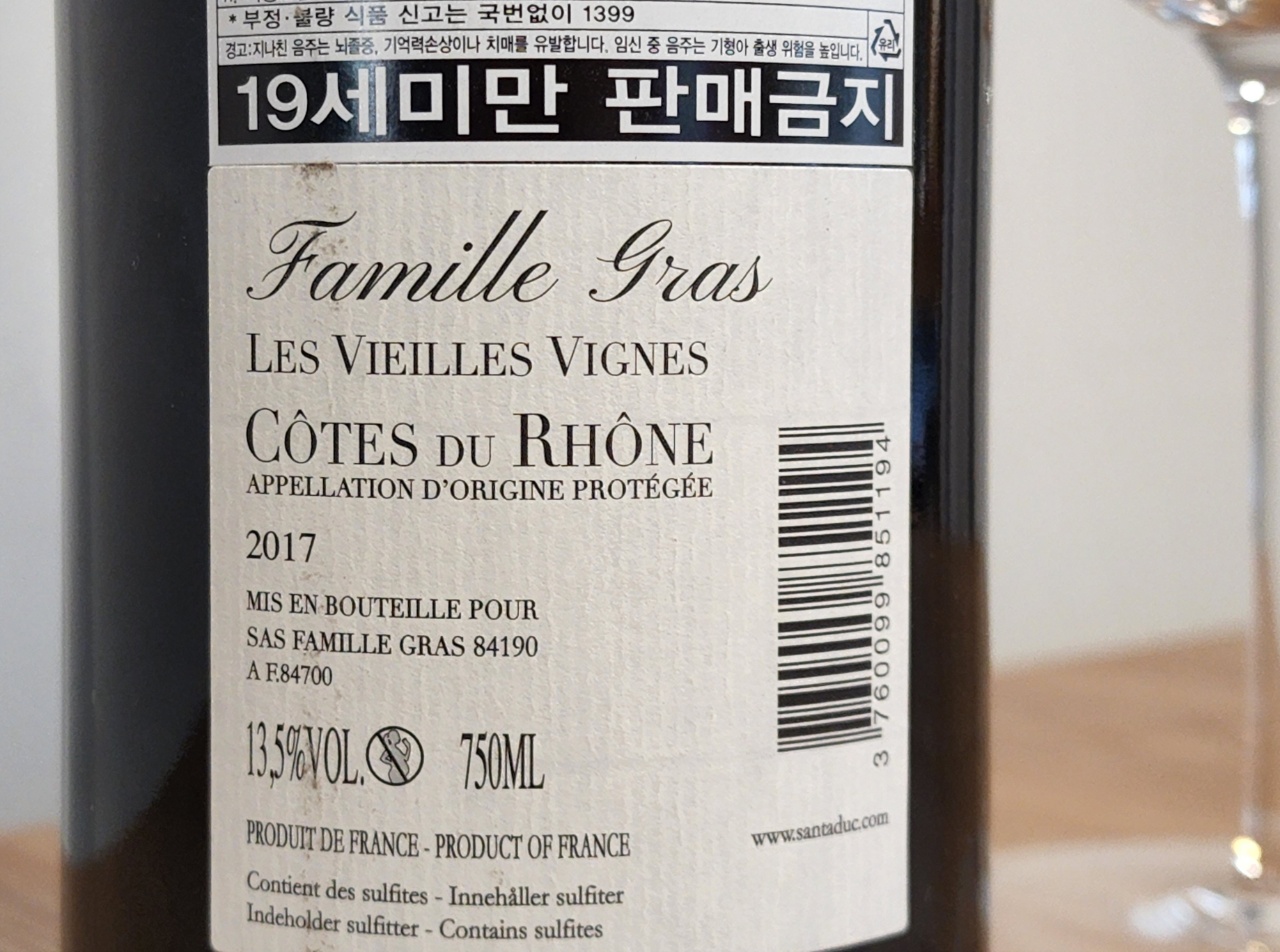 *부정·불량 식품 신고는 국번없이 1399
경고:지나친 음주는 뇌졸중, 기억력손상이나 치매를 유발합니다. 임신 중 음주는 기형아 출생 위험을 높입니다.
유리
19세미만 판매금지
Famille Gras
LES VIEILLES VIGNES
CÔTES DU RHÔNE
APPELLATION D'ORIGINE PROTÉGÉE
2017
MIS EN BOUTEILLE POUR
SAS FAMILLE GRAS 84190
A F.84700
13,5%VOL. 750ML
3 760099 851194
www.santaduc.com
PRODUIT DE FRANCE - PRODUCT OF FRANCE
Contient des sulfites - Innehåller sulfiter
Indeholder sulfitter - Contains sulfites